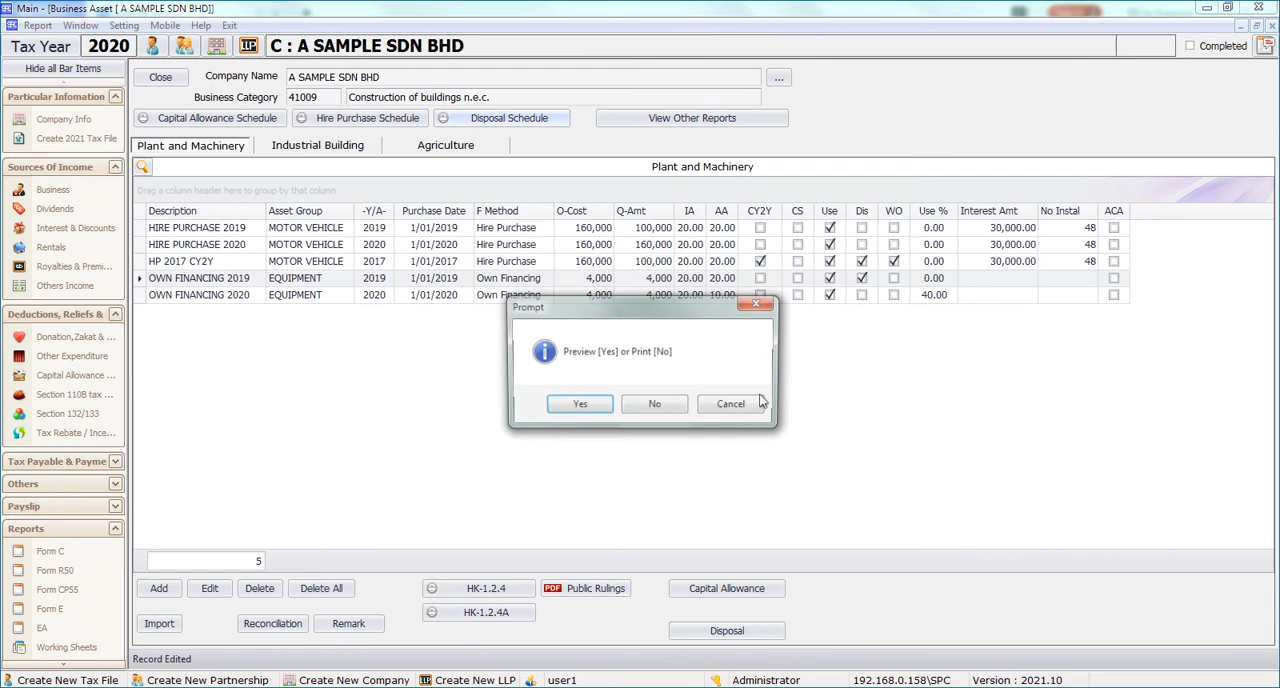 Main - [Business Asset [ A SAMPLE SDN BHD]]
Report Window Setting Mobile Help Exit
Tax Year 2020 C : A SAMPLE SDN BHD Completed
Hide all Bar Items
Particular Infomation
Company Info
Create 2021 Tax File
Sources Of Income
Business
Dividends
Interest & Discounts
Rentals
Royalties & Premi...
Others Income
Deductions, Reliefs &
Donation,Zakat & ...
Other Expenditure
Capital Allowance ...
Section 110B tax ...
Section 132/133
Tax Rebate / Ince...
Tax Payable & Payme
Others
Payslip
Reports
Form C
Form R50
Form CP55
Form E
EA
Working Sheets
Close Company Name A SAMPLE SDN BHD ...
Business Category 41009 Construction of buildings n.e.c.
Capital Allowance Schedule Hire Purchase Schedule Disposal Schedule View Other Reports
Plant and Machinery Industrial Building Agriculture
Plant and Machinery
Drag a column header here to group by that column
Description Asset Group -Y/A- Purchase Date F Method O-Cost Q-Amt IA AA CY2Y CS Use Dis WO Use % Interest Amt No Instal ACA
HIRE PURCHASE 2019 MOTOR VEHICLE 2019 1/01/2019 Hire Purchase 160,000 100,000 20.00 20.00 0.00 30,000.00 48
HIRE PURCHASE 2020 MOTOR VEHICLE 2020 1/01/2020 Hire Purchase 160,000 160,000 20.00 20.00 0.00 30,000.00 48
HP 2017 CY2Y MOTOR VEHICLE 2017 1/01/2017 Hire Purchase 160,000 100,000 20.00 20.00 0.00 30,000.00 48
OWN FINANCING 2019 EQUIPMENT 2019 1/01/2019 Own Financing 4,000 4,000 20.00 20.00 0.00
OWN FINANCING 2020 EQUIPMENT 2020 1/01/2020 Own Financing 4,000 4,000 20.00 10.00 40.00
Prompt
Preview [Yes] or Print [No]
Yes No Cancel
5
Add Edit Delete Delete All HK-1.2.4 PDF Public Rulings Capital Allowance
HK-1.2.4A
Import Reconciliation Remark Disposal
Record Edited
Create New Tax File Create New Partnership Create New Company LLP Create New LLP user1 Administrator 192.168.0.158\SPC Version : 2021.10